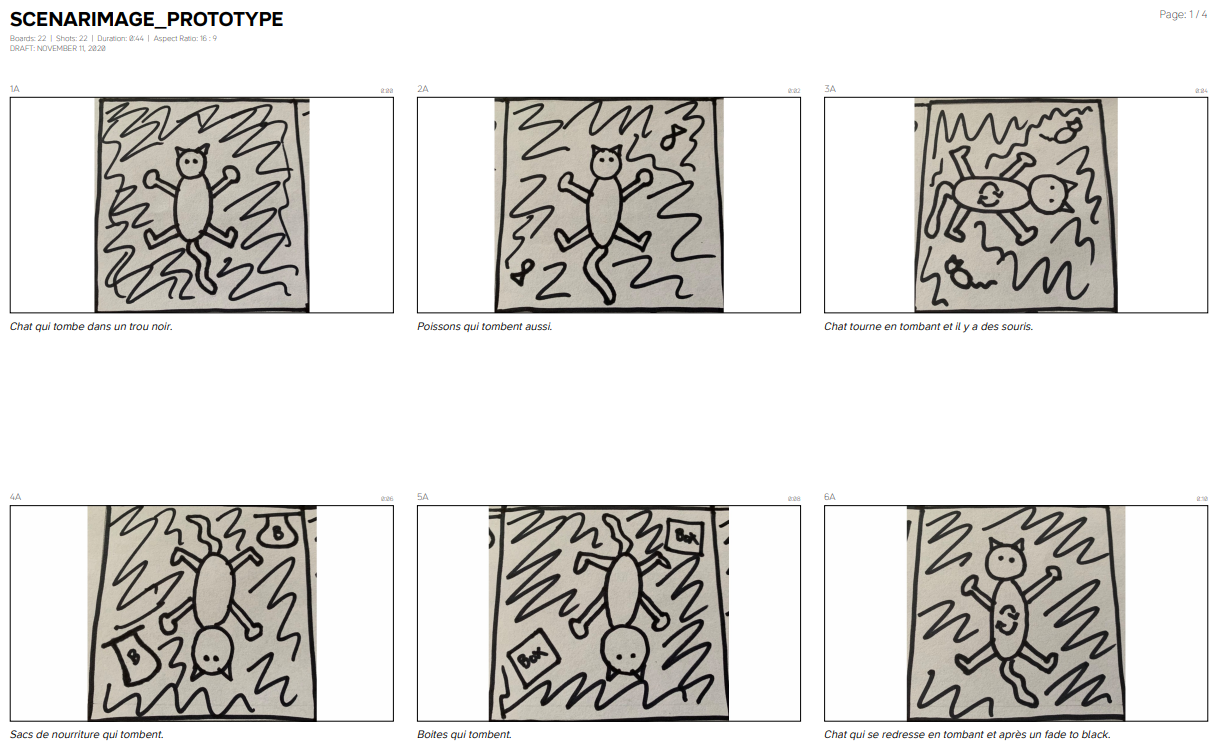 SCENARIMAGE_PROTOTYPE
Page: 1 / 4
Boards: 22 | Shots: 22 | Duration: 0:44 | Aspect Ratio: 16 : 9
DRAFT: NOVEMBER 11, 2020
1A 0:00
2A 0:02
3A 0:04
Chat qui tombe dans un trou noir.
Poissons qui tombent aussi.
Chat tourne en tombant et il y a des souris.
4A 0:06
5A 0:08
6A 0:10
B
B
BOX
BOX
Sacs de nourriture qui tombent.
Boites qui tombent.
Chat qui se redresse en tombant et après un fade to black.